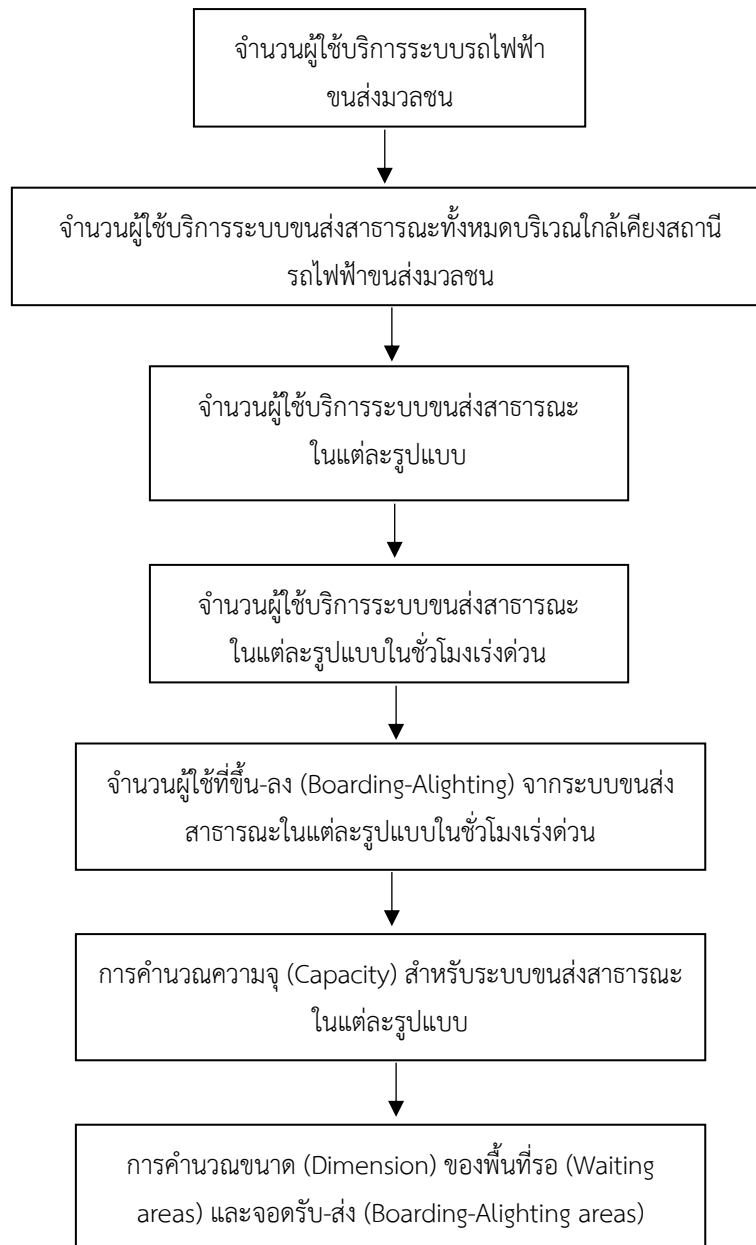 จำนวนผู้ใช้บริการระบบรถไฟฟ้า
ขนส่งมวลชน
จำนวนผู้ใช้บริการระบบขนส่งสาธารณะทั้งหมดบริเวณใกล้เคียงสถานี
รถไฟฟ้าขนส่งมวลชน
จำนวนผู้ใช้บริการระบบขนส่งสาธารณะ
ในแต่ละรูปแบบ
จำนวนผู้ใช้บริการระบบขนส่งสาธารณะ
ในแต่ละรูปแบบในชั่วโมงเร่งด่วน
จำนวนผู้ใช้ที่ขึ้น-ลง (Boarding-Alighting) จากระบบขนส่ง
สาธารณะในแต่ละรูปแบบในชั่วโมงเร่งด่วน
การคำนวณความจุ (Capacity) สำหรับระบบขนส่งสาธารณะ
ในแต่ละรูปแบบ
การคำนวณขนาด (Dimension) ของพื้นที่รอ (Waiting
areas) และจอดรับ-ส่ง (Boarding-Alighting areas)